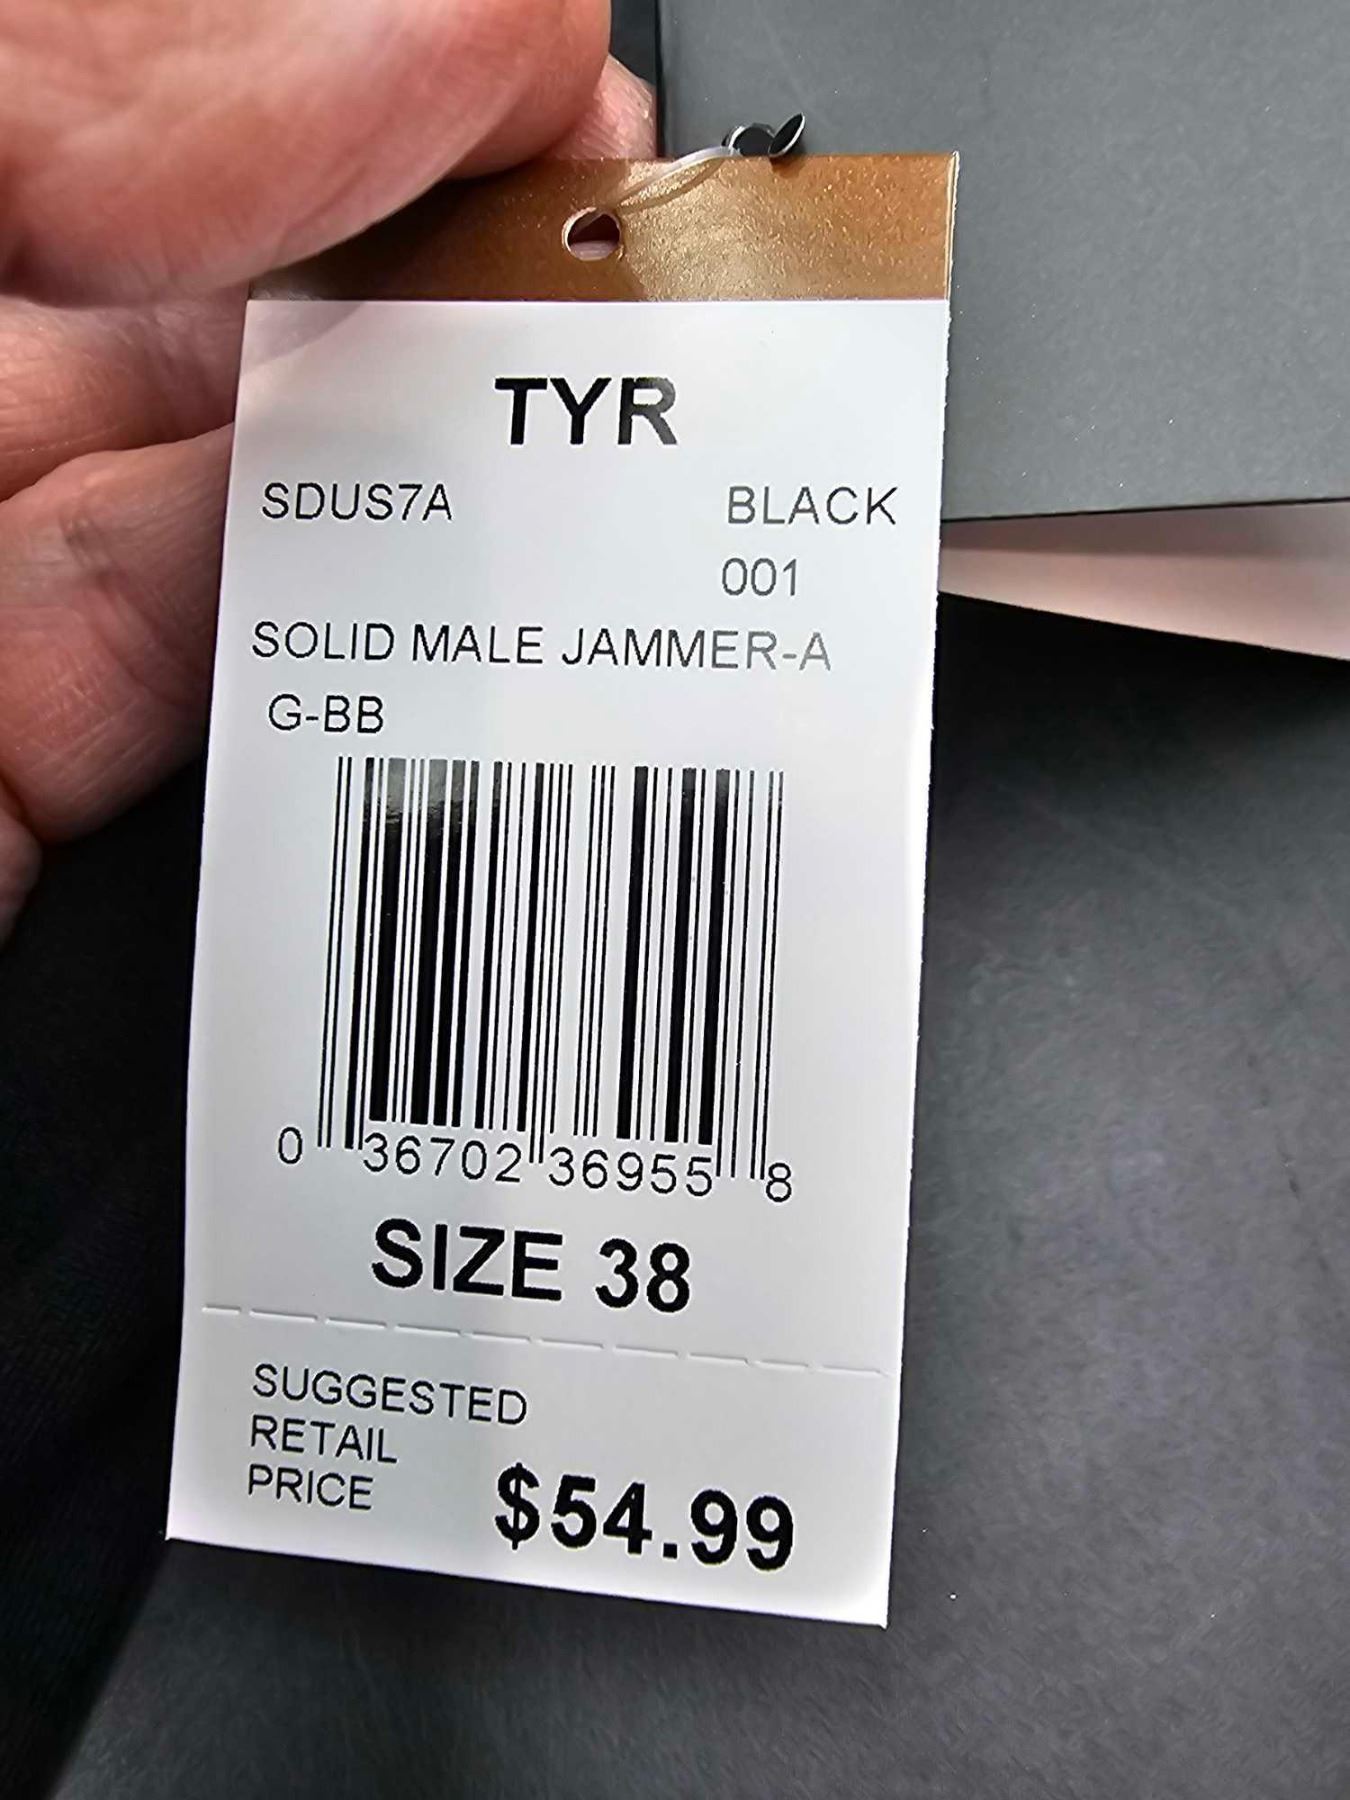 TYR
SDUS7A BLACK
001
SOLID MALE JAMMER-A
G-BB
0 36702 36955 8
SIZE 38
SUGGESTED
RETAIL
PRICE $54.99